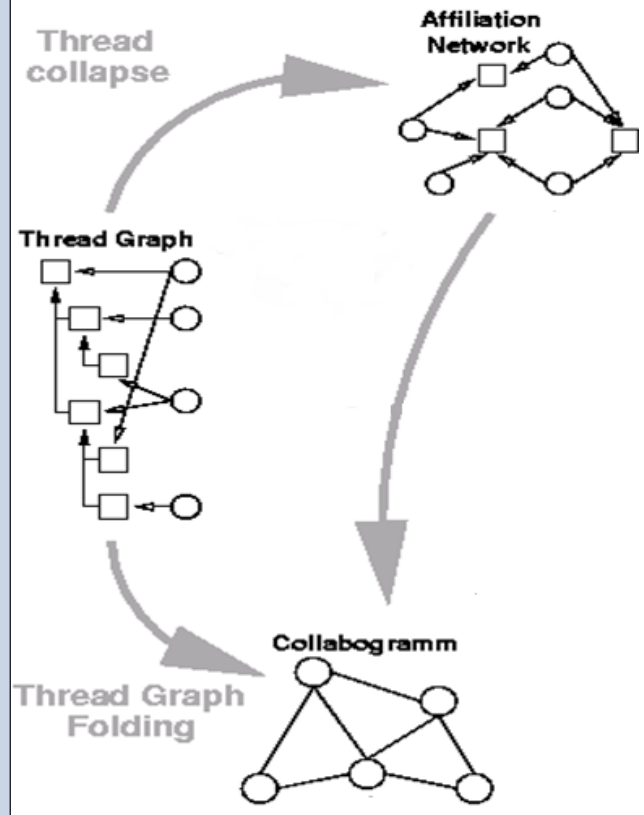 Thread
collapse
Affiliation
Network
Thread Graph
Collabogramm
Thread Graph
Folding